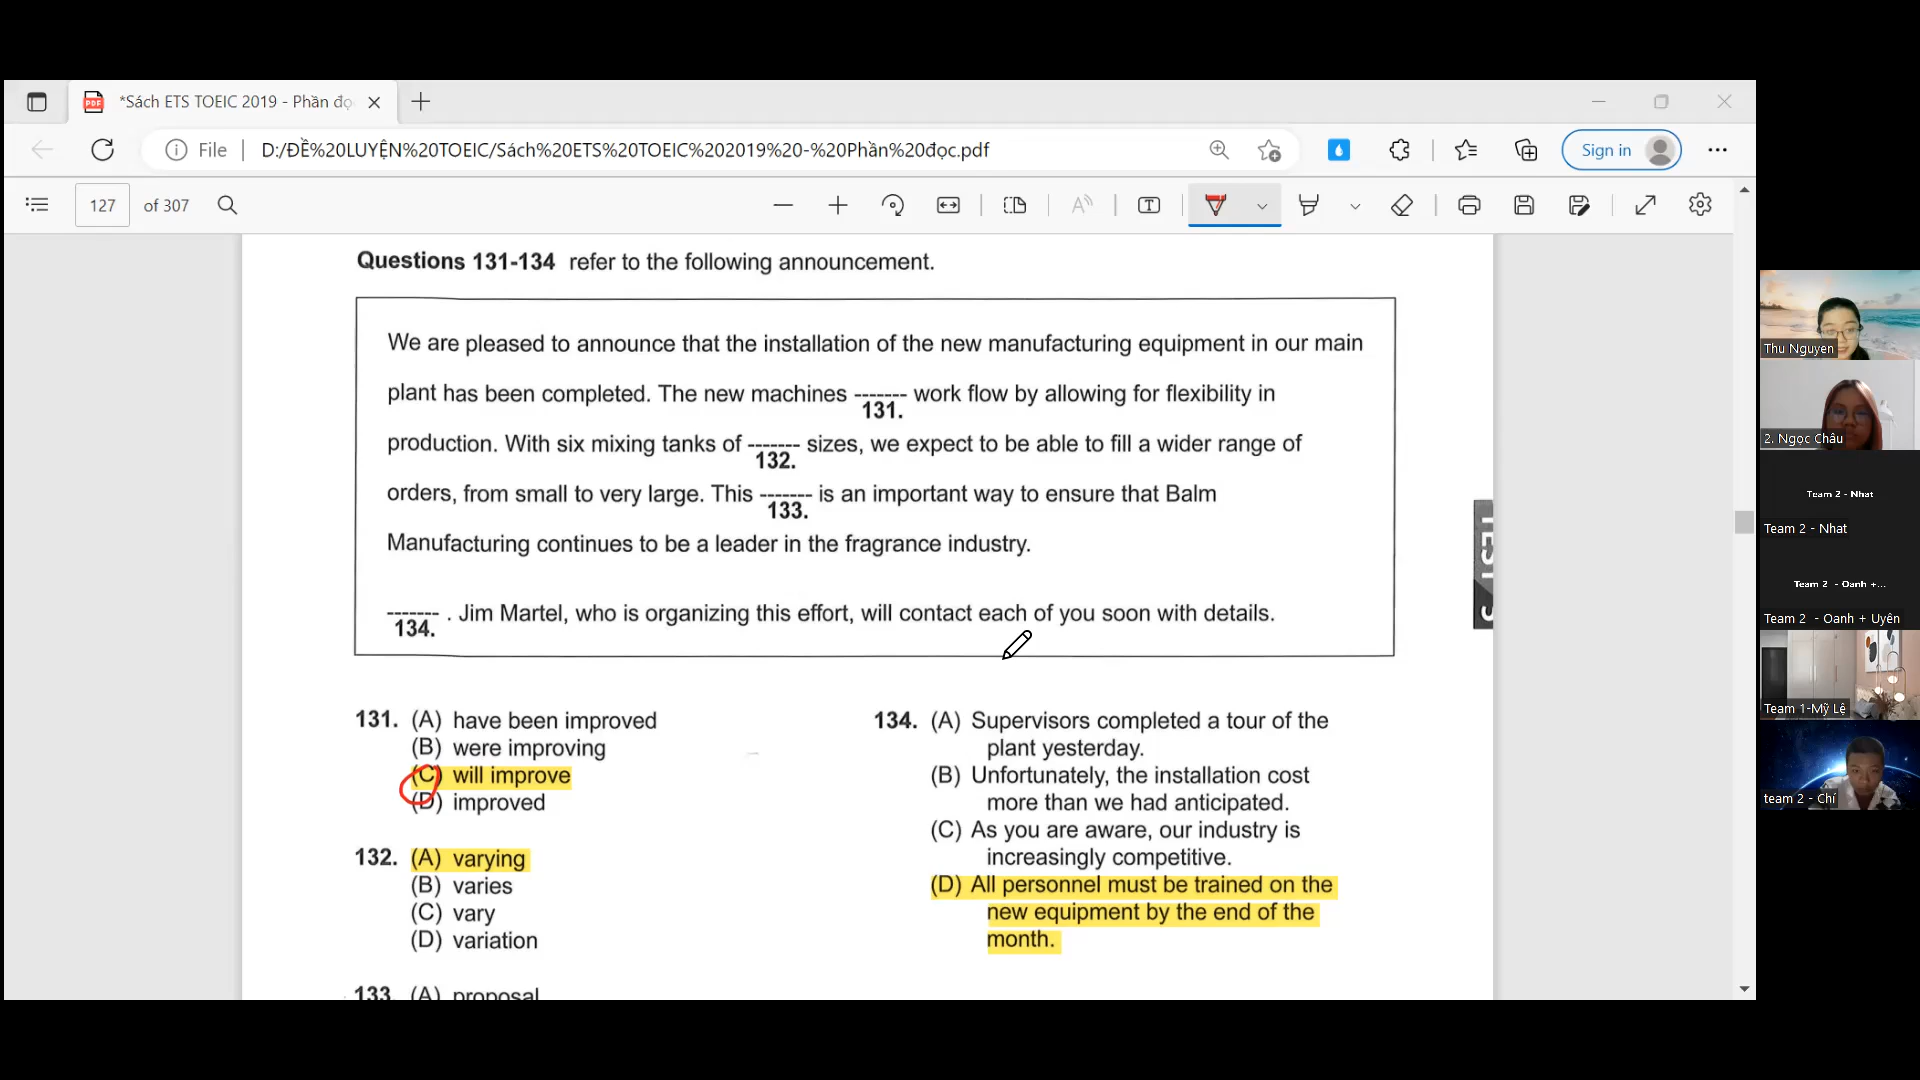 *Sách ETS TOEIC 2019 - Phần đọ
File
D:/ĐỀ%20LUYỆN%20TOEIC/Sách%20ETS%20TOEIC%202019%20-%20Phần%20đọc.pdf
Sign in
127 of 307
Questions 131-134 refer to the following announcement.
We are pleased to announce that the installation of the new manufacturing equipment in our main
plant has been completed. The new machines ------- work flow by allowing for flexibility in
131.
production. With six mixing tanks of ------- sizes, we expect to be able to fill a wider range of
132.
orders, from small to very large. This ------- is an important way to ensure that Balm
133.
Manufacturing continues to be a leader in the fragrance industry.
------- . Jim Martel, who is organizing this effort, will contact each of you soon with details.
134.
131. (A) have been improved
(B) were improving
(C) will improve
(D) improved
132. (A) varying
(B) varies
(C) vary
(D) variation
133. (A) proposal
134. (A) Supervisors completed a tour of the
plant yesterday.
(B) Unfortunately, the installation cost
more than we had anticipated.
(C) As you are aware, our industry is
increasingly competitive.
(D) All personnel must be trained on the
new equipment by the end of the
month.
Thu Nguyen
2. Ngọc Châu
Team 2 - Nhat
Team 2 - Nhat
Team 2 - Oanh +...
Team 2 - Oanh + Uyên
Team 1-Mỹ Lệ
team 2 - Chí